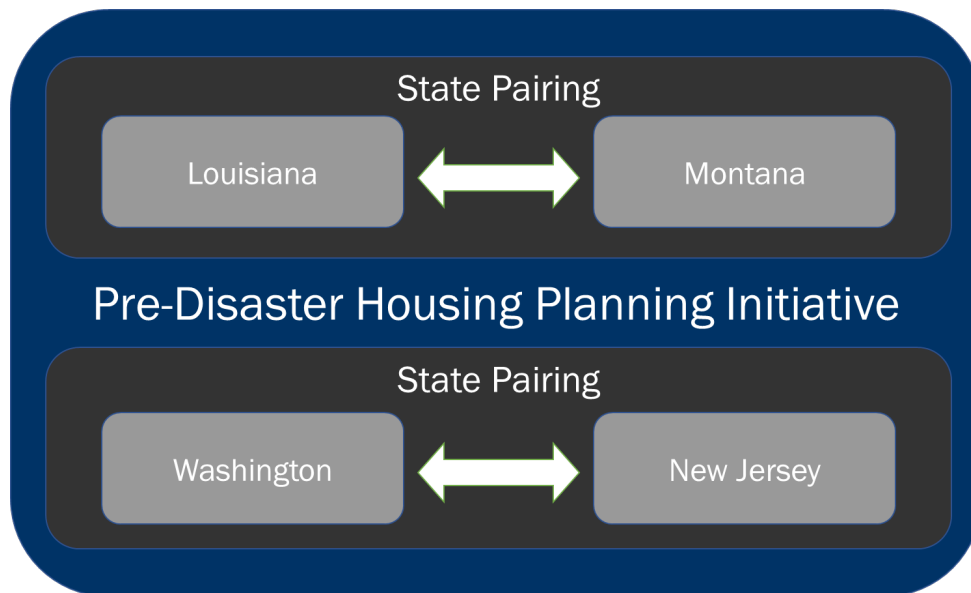 State Pairing
Louisiana
Montana
Pre-Disaster Housing Planning Initiative
State Pairing
Washington
New Jersey